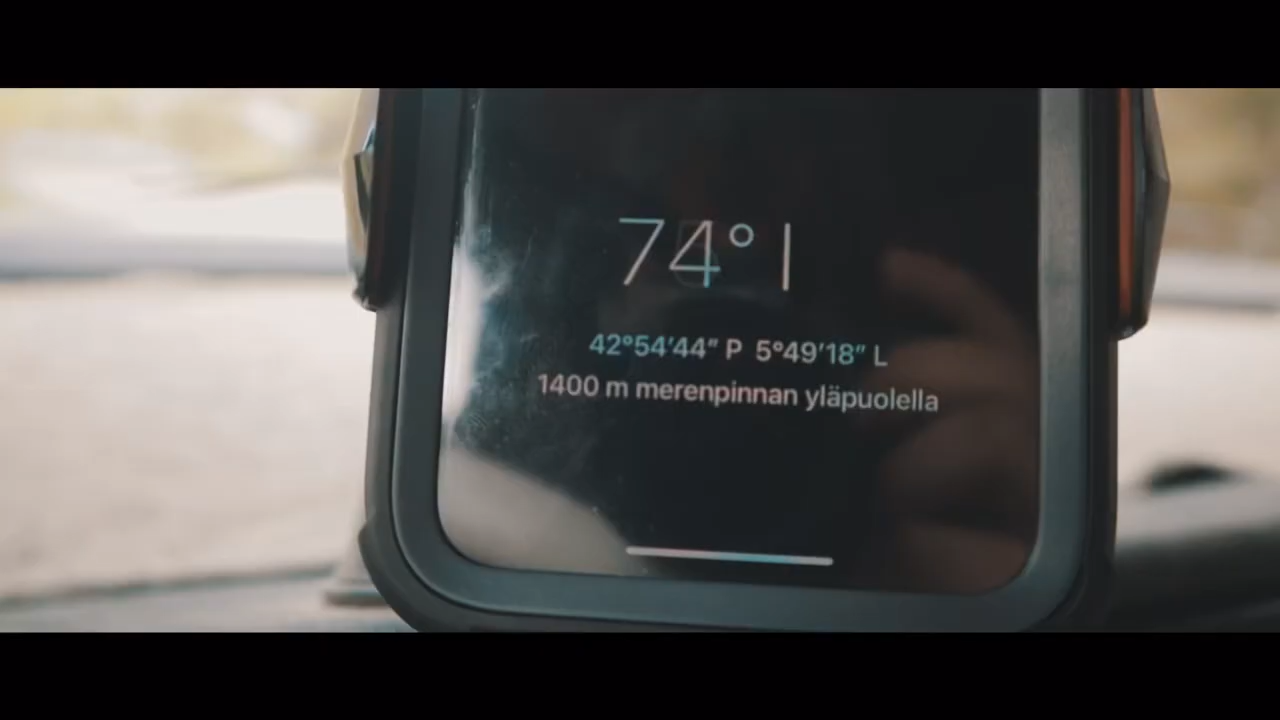 74° I
42°54′44″ P 5°49′18″ L
1400 m merenpinnan yläpuolella